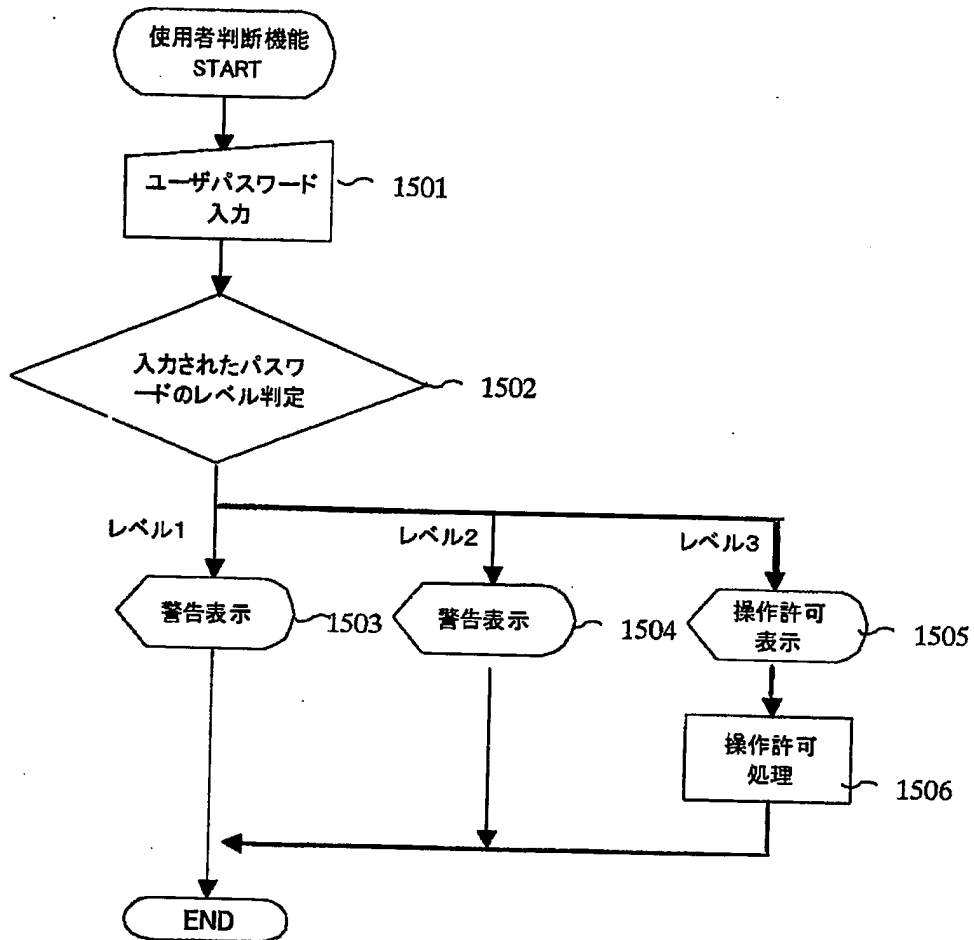 使用者判断機能
START
ユーザパスワード
入力
1501
入力されたパスワ
ードのレベル判定
1502
レベル1
レベル2
レベル3
警告表示
1503
警告表示
1504
操作許可
表示
1505
操作許可
処理
1506
END